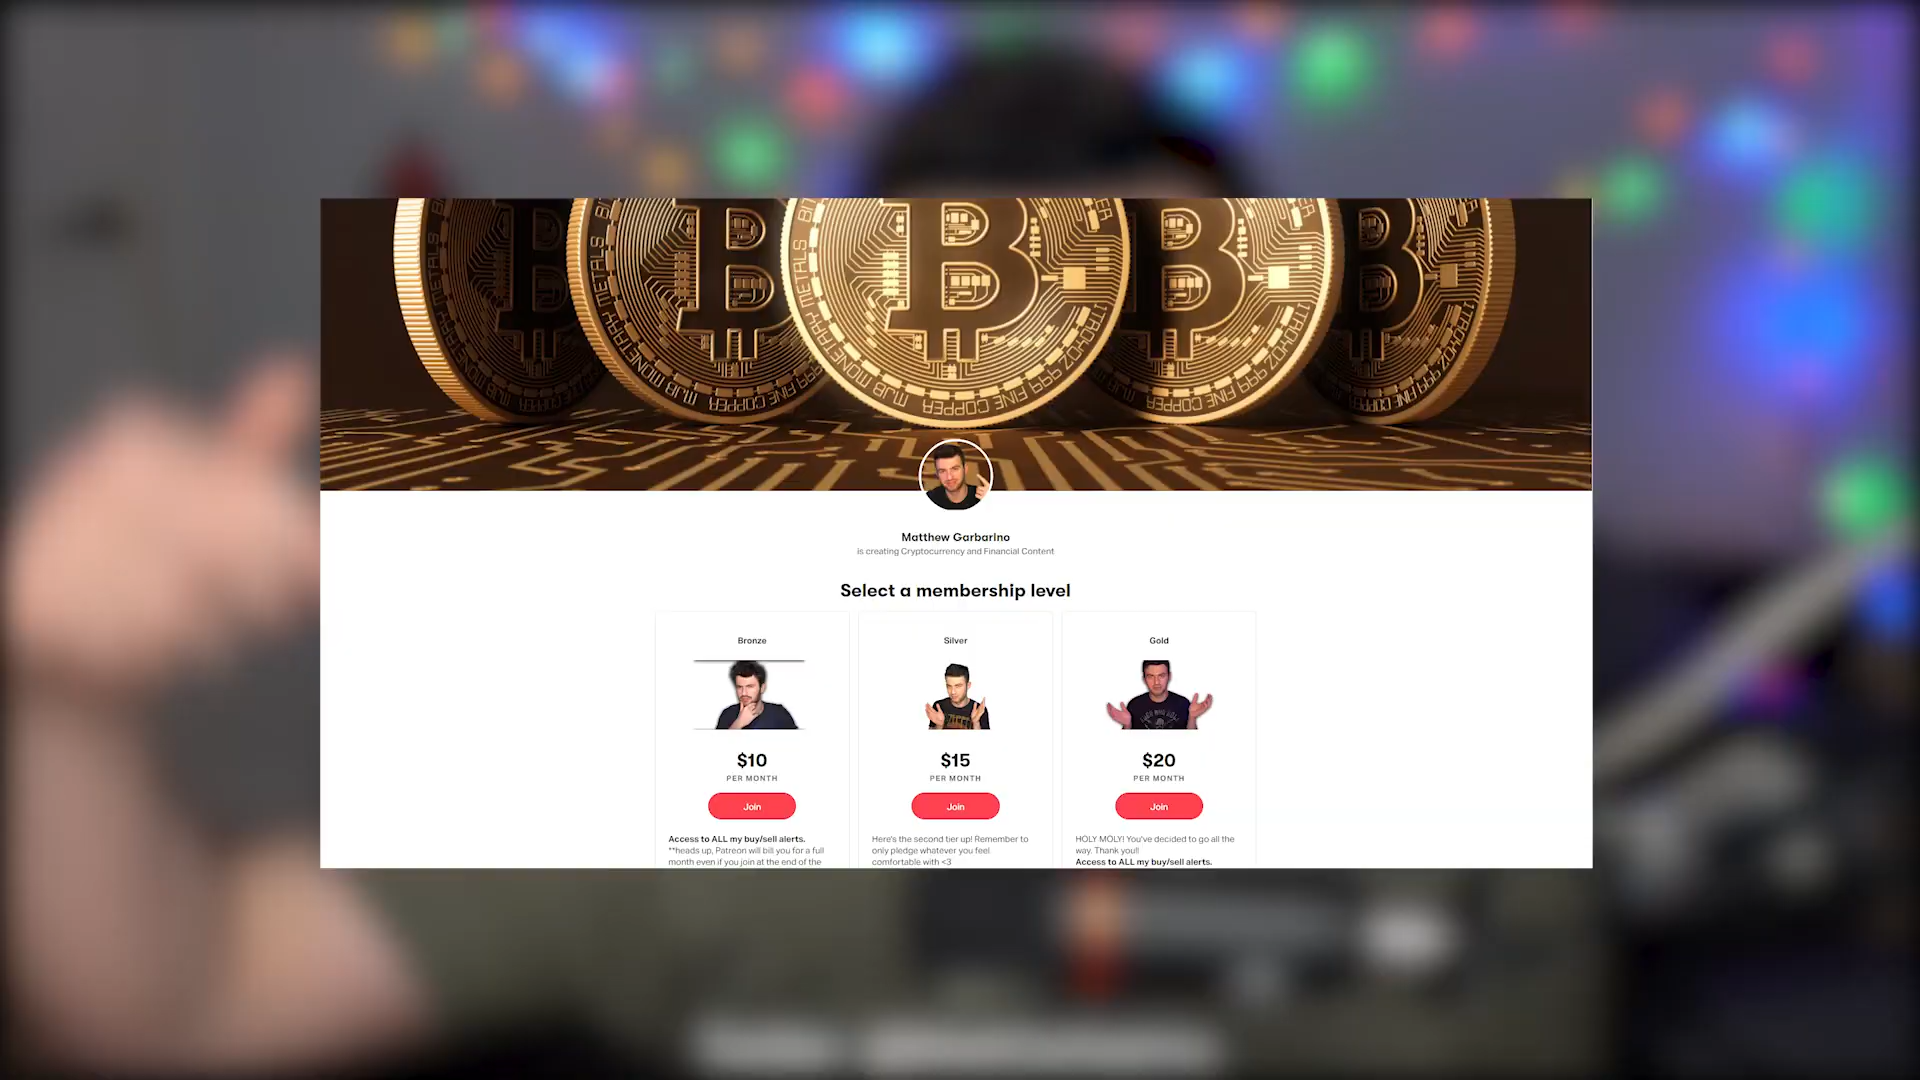 Matthew Garbarino
is creating Cryptocurrency and Financial Content
Select a membership level
Bronze
$10
PER MONTH
Join
Access to ALL my buy/sell alerts.
**heads up, Patreon will bill you for a full
month even if you join at the end of the
Silver
$15
PER MONTH
Join
Here's the second tier up! Remember to
only pledge whatever you feel
comfortable with <3
Gold
$20
PER MONTH
Join
HOLY MOLY! You've decided to go all the
way. Thank you!!
Access to ALL my buy/sell alerts.